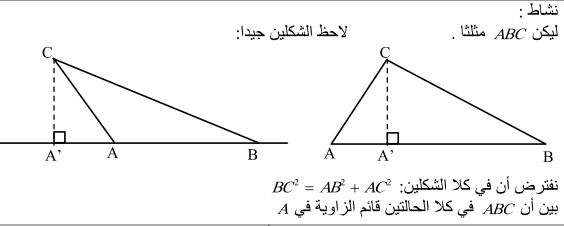 نشاط :
ليكن ABC مثلثا . لاحظ الشكلين جيدا:
C
C
A'
A
B
A
A'
B
نفترض أن في كلا الشكلين: BC² = AB² + AC²
بين أن ABC في كلا الحالتين قائم الزاوية في A